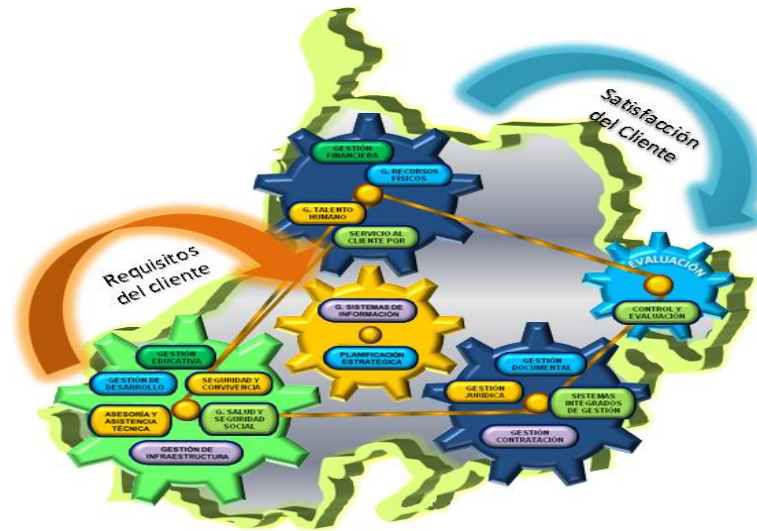 Satisfacción
del Cliente
Requisitos
del cliente
GESTIÓN
FINANCIERA
G. RECURSOS
FÍSICOS
G. TALENTO
HUMANO
SERVICIO AL
CLIENTE POR
EVALUACIÓN
CONTROL Y
EVALUACIÓN
G. SISTEMAS DE
INFORMACIÓN
PLANIFICACIÓN
ESTRATÉGICA
GESTIÓN
EDUCATIVA
GESTIÓN DE
DESARROLLO
SEGURIDAD Y
CONVIVENCIA
ASESORÍA Y
ASISTENCIA
TÉCNICA
G. SALUD Y
SEGURIDAD
SOCIAL
GESTIÓN DE
INFRAESTRUCTURA
GESTIÓN
DOCUMENTAL
GESTIÓN
JURÍDICA
SISTEMAS
INTEGRADOS
DE GESTIÓN
GESTIÓN
CONTRATACIÓN